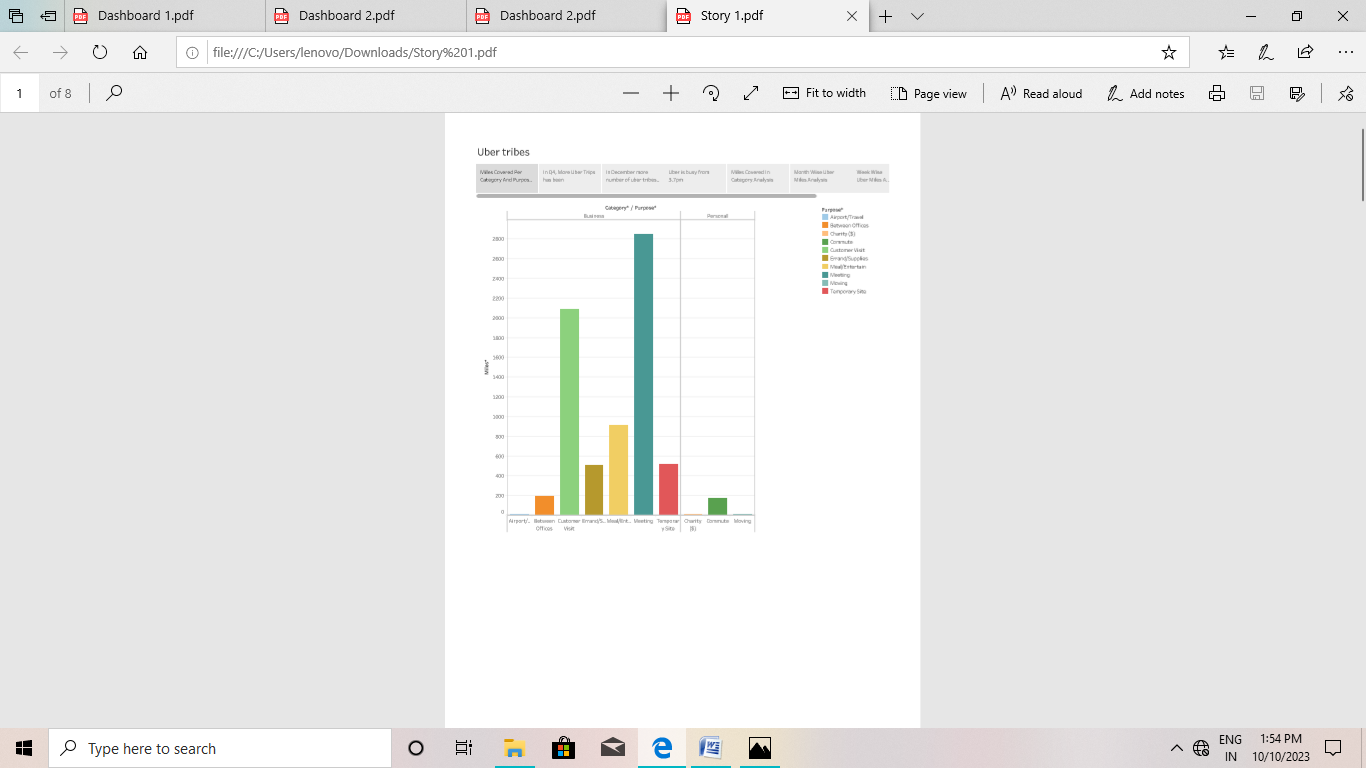 Dashboard 1.pdf
Dashboard 2.pdf
Dashboard 2.pdf
Story 1.pdf
file:///C:/Users/lenovo/Downloads/Story%201.pdf
1 of 8
Fit to width
Page view
Read aloud
Add notes
Uber tribes
Miles Covered Per
Category And Purpos..
In Q4, More Uber Trips
has been
In December more
number of uber tribes..
Uber is busy from
3.7pm
Miles Covered in
Category Analysis
Month Wise Uber
Miles Analysis
Week Wise
Uber Miles A..
Category* / Purpose*
Business
Personal
Miles*
2800
2600
2400
2200
2000
1800
1600
1400
1200
1000
800
600
400
200
0
Airport/..
Between
Offices
Customer
Visit
Errand/S..
Meal/Ent..
Meeting
Temporar
y Site
Charity
($)
Commute
Moving
Purpose*
Airport/Travel
Between Offices
Charity ($)
Commute
Customer Visit
Errand/Supplies
Meal/Entertain
Meeting
Moving
Temporary Site
Type here to search
ENG
IN
1:54 PM
10/10/2023